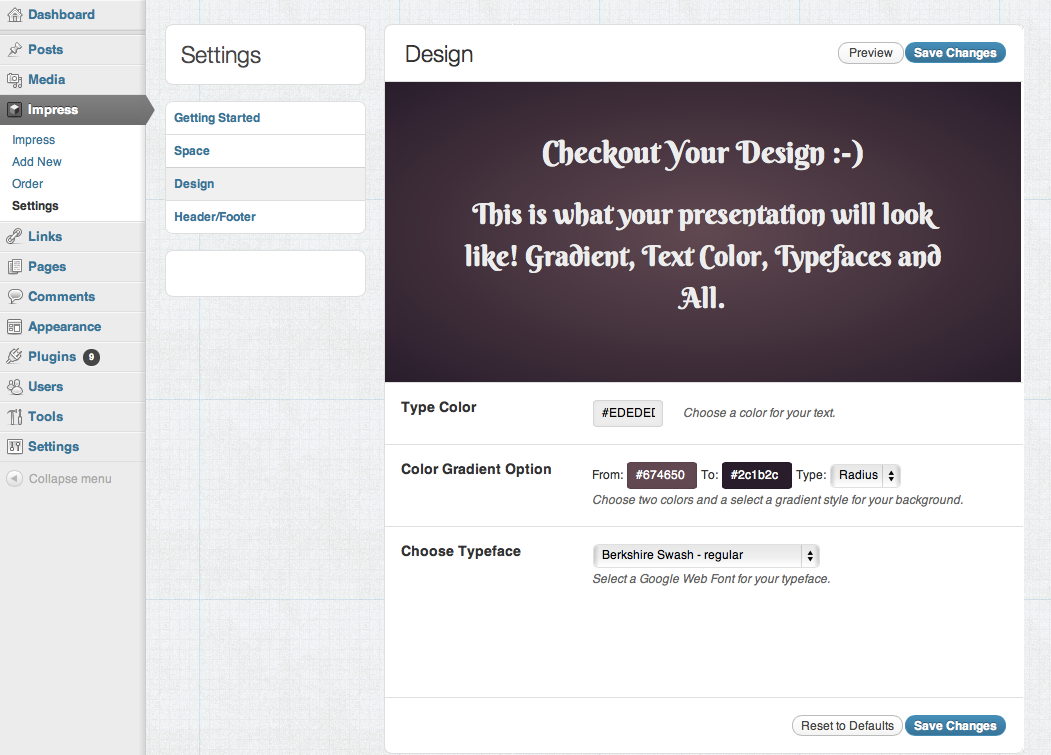 Dashboard
Posts
Media
Impress
Impress
Add New
Order
Settings
Links
Pages
Comments
Appearance
Plugins 9
Users
Tools
Settings
Collapse menu
Settings
Getting Started
Space
Design
Header/Footer
Design
Preview Save Changes
Checkout Your Design :-)
This is what your presentation will look
like! Gradient, Text Color, Typefaces and
All.
Type Color #EDEDED Choose a color for your text.
Color Gradient Option From: #674650 To: #2c1b2c Type: Radius
Choose two colors and a select a gradient style for your background.
Choose Typeface Berkshire Swash - regular
Select a Google Web Font for your typeface.
Reset to Defaults Save Changes